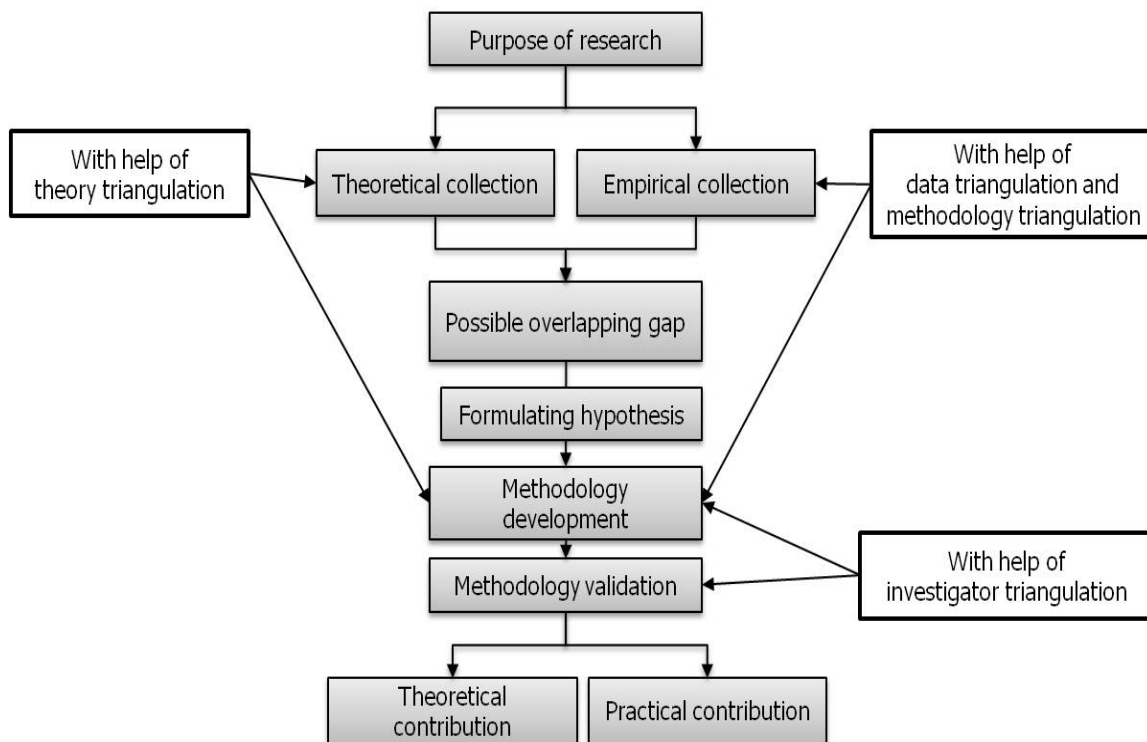 Purpose of research
With help of
theory triangulation
Theoretical collection
Empirical collection
With help of
data triangulation and
methodology triangulation
Possible overlapping gap
Formulating hypothesis
Methodology
development
Methodology validation
With help of
investigator triangulation
Theoretical
contribution
Practical contribution